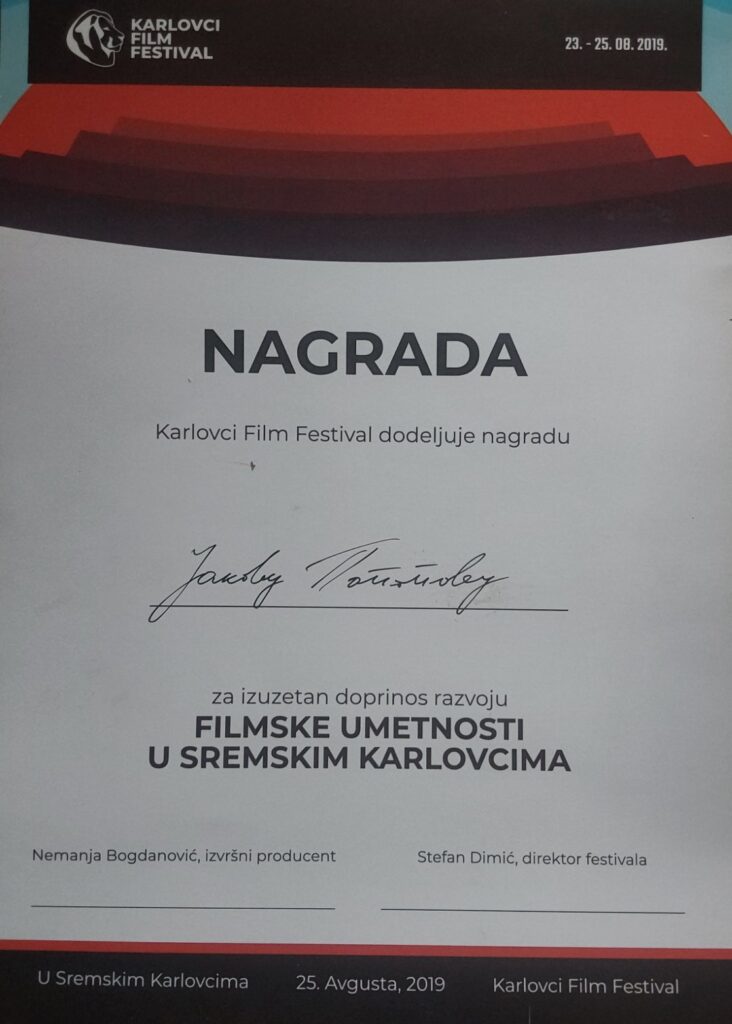 KARLOVCI
FILM
FESTIVAL
23. - 25. 08. 2019.
NAGRADA
Karlovci Film Festival dodeljuje nagradu
Јакову
za izuzetan doprinos razvoju
FILMSKE UMETNOSTI
U SREMSKIM KARLOVCIMA
Nemanja Bogdanović, izvršni producent
Stefan Dimić, direktor festivala
U Sremskim Karlovcima
25. Avgusta, 2019
Karlovci Film Festival